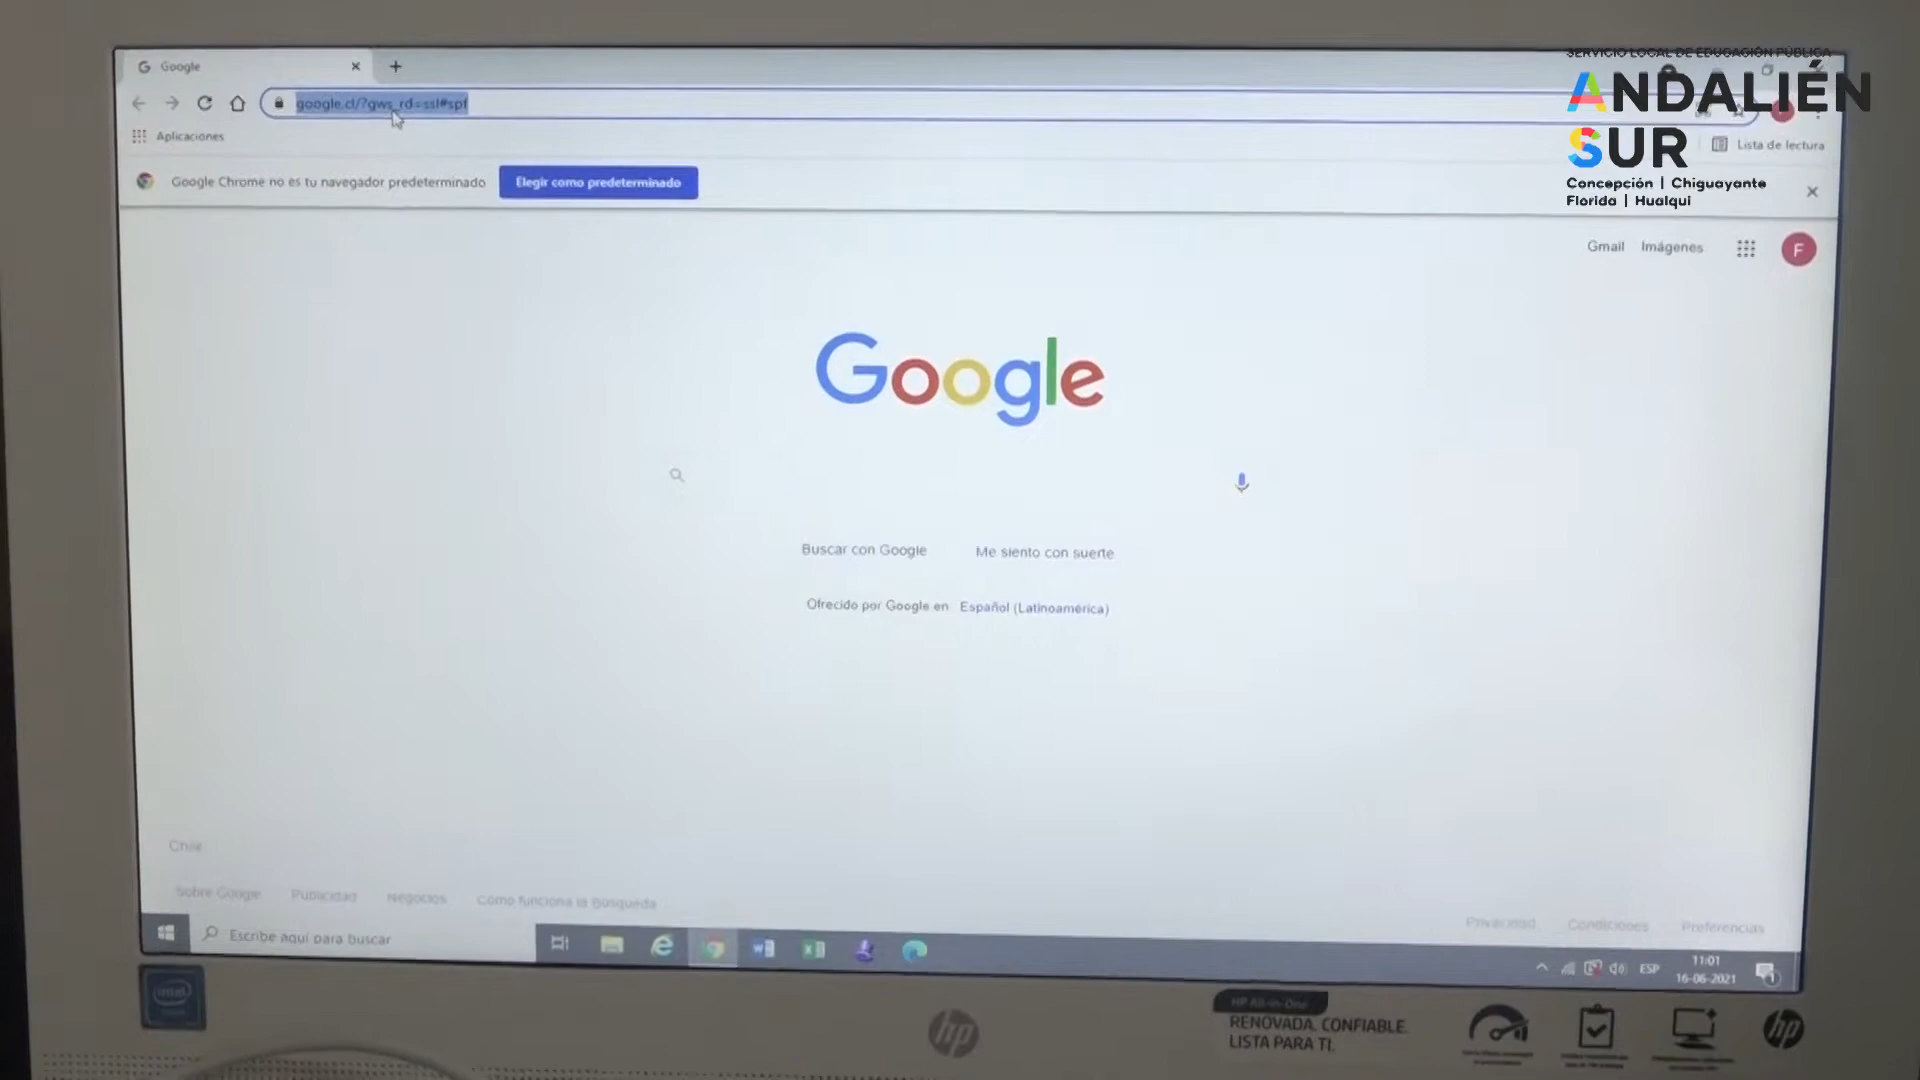 SERVICIO LOCAL DE EDUCACIÓN PÚBLICA
ANDALIÉN
SUR
Concepción | Chiguayante
Florida | Hualqui
Google
google.cl/?gws_rd=ssl#spf
Aplicaciones
Lista de lectura
Google Chrome no es tu navegador predeterminado
Elegir como predeterminado
Gmail
Imágenes
F
Google
Buscar con Google
Me siento con suerte
Ofrecido por Google en Español (Latinoamérica)
Chile
Sobre Google
Publicidad
Negocios
Cómo funciona la Búsqueda
Privacidad
Condiciones
Preferencias
Escribe aquí para buscar
ESP
11:01
16-06-2021
1
intel
hp
HP All-in-One
RENOVADA. CONFIABLE.
LISTA PARA TI.
hp